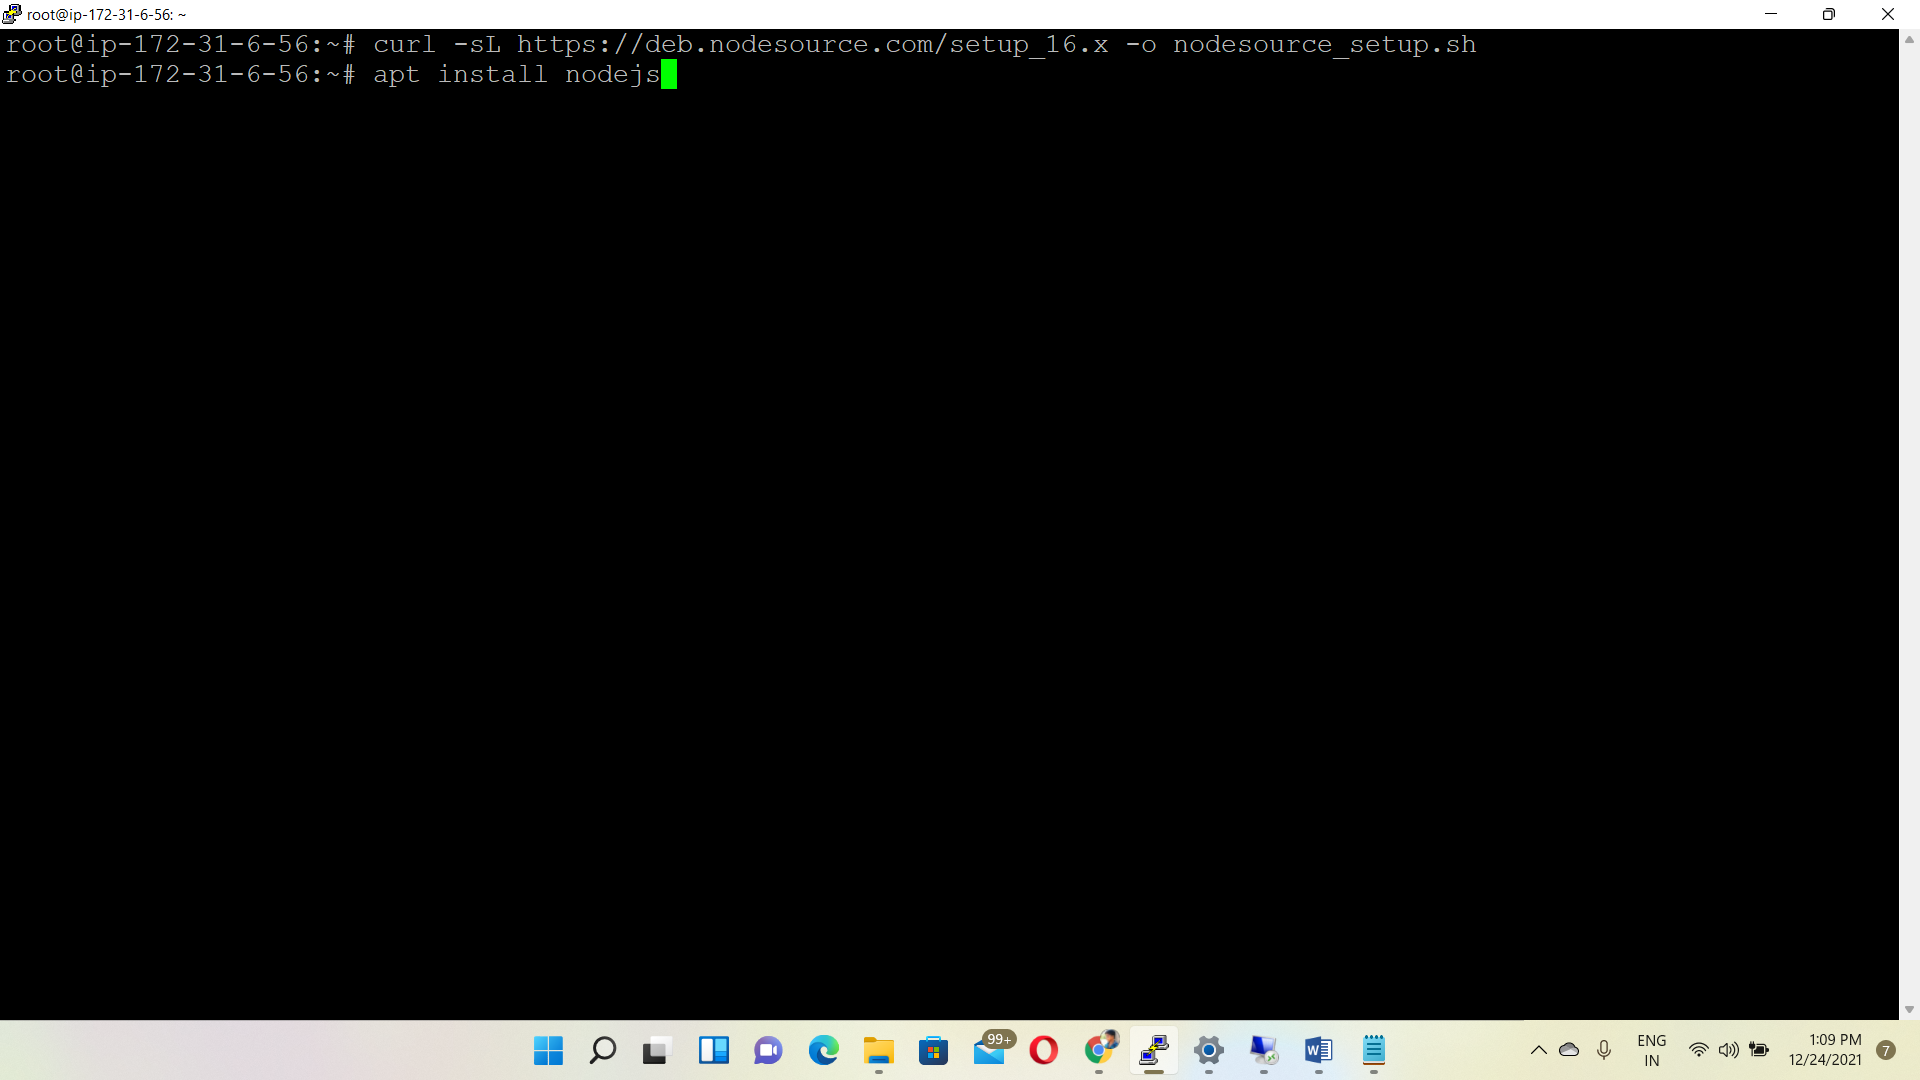 root@ip-172-31-6-56: ~
root@ip-172-31-6-56:~# curl -sL https://deb.nodesource.com/setup_16.x -o nodesource_setup.sh
root@ip-172-31-6-56:~# apt install nodejs
99+
W
ENG
IN
1:09 PM
12/24/2021
7